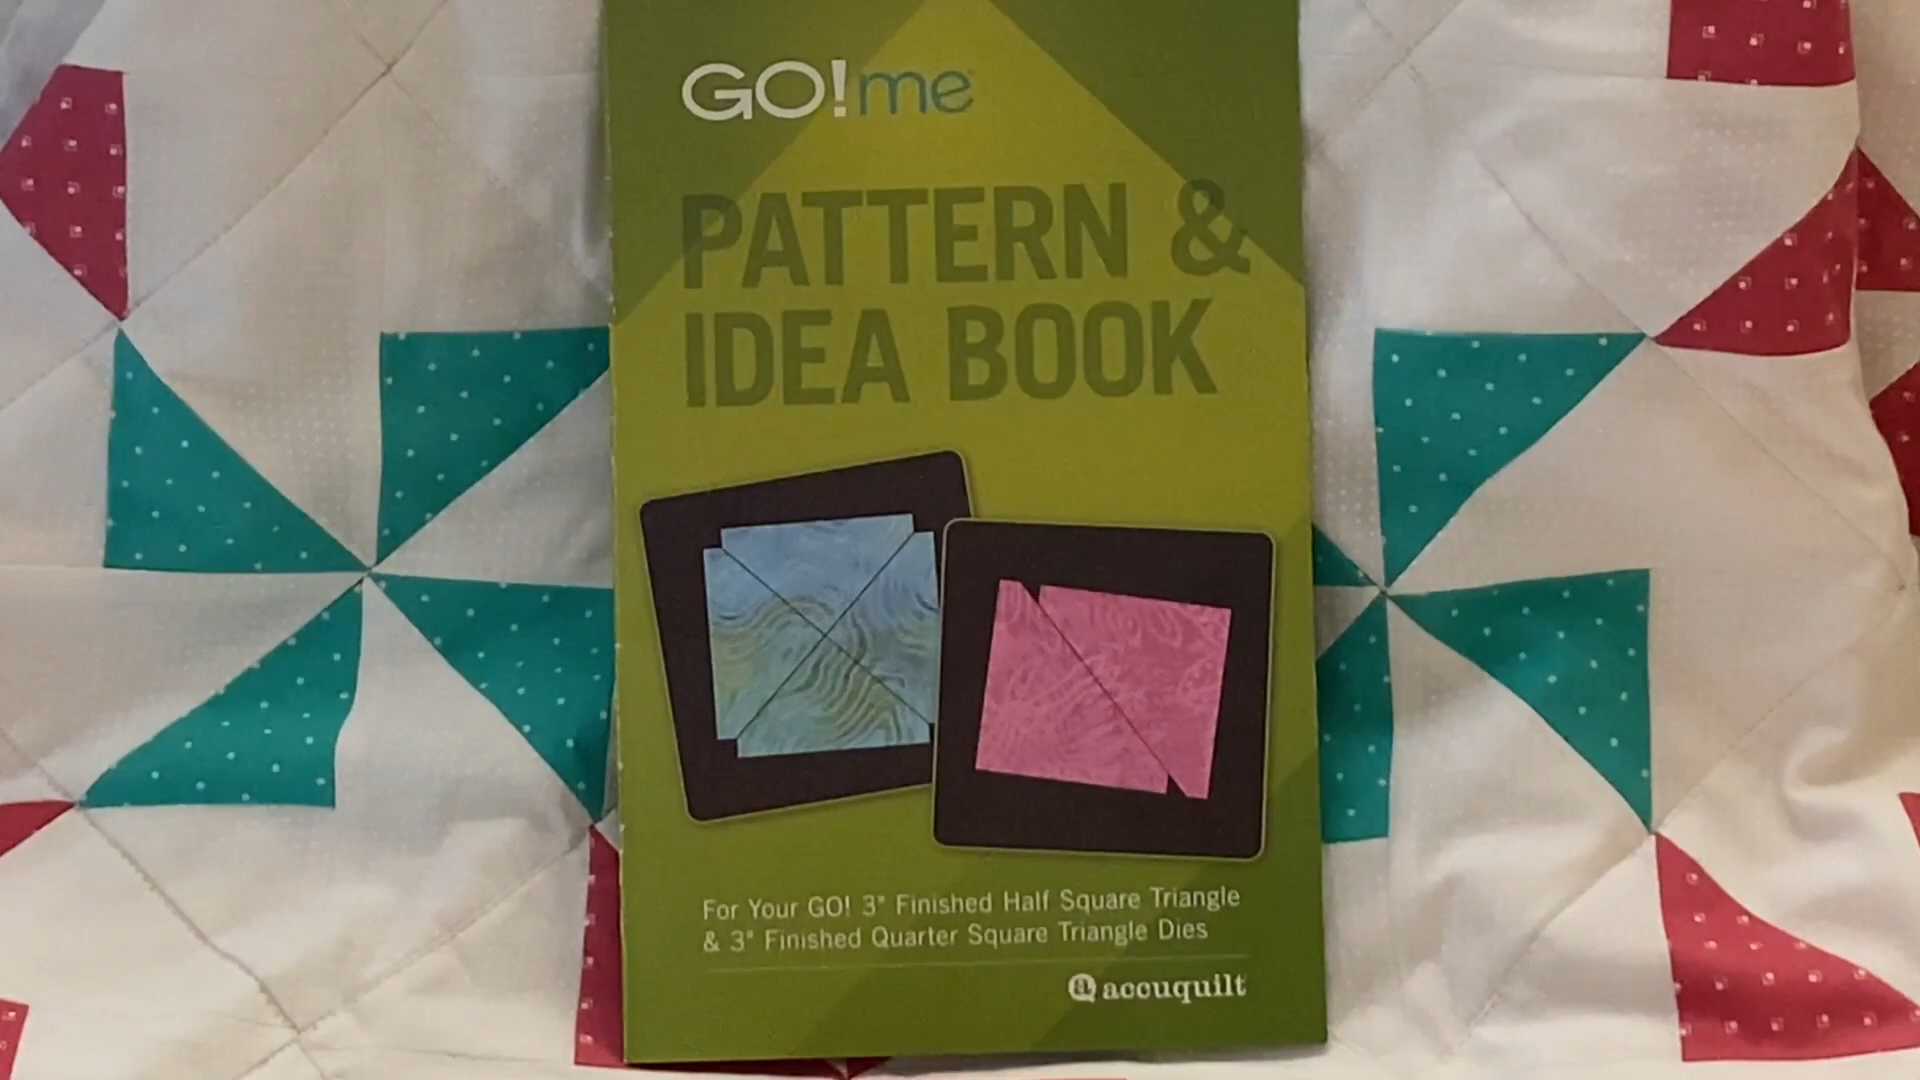 GO!me
PATTERN &
IDEA BOOK
For Your GO! 3" Finished Half Square Triangle
& 3" Finished Quarter Square Triangle Dies
accuquilt